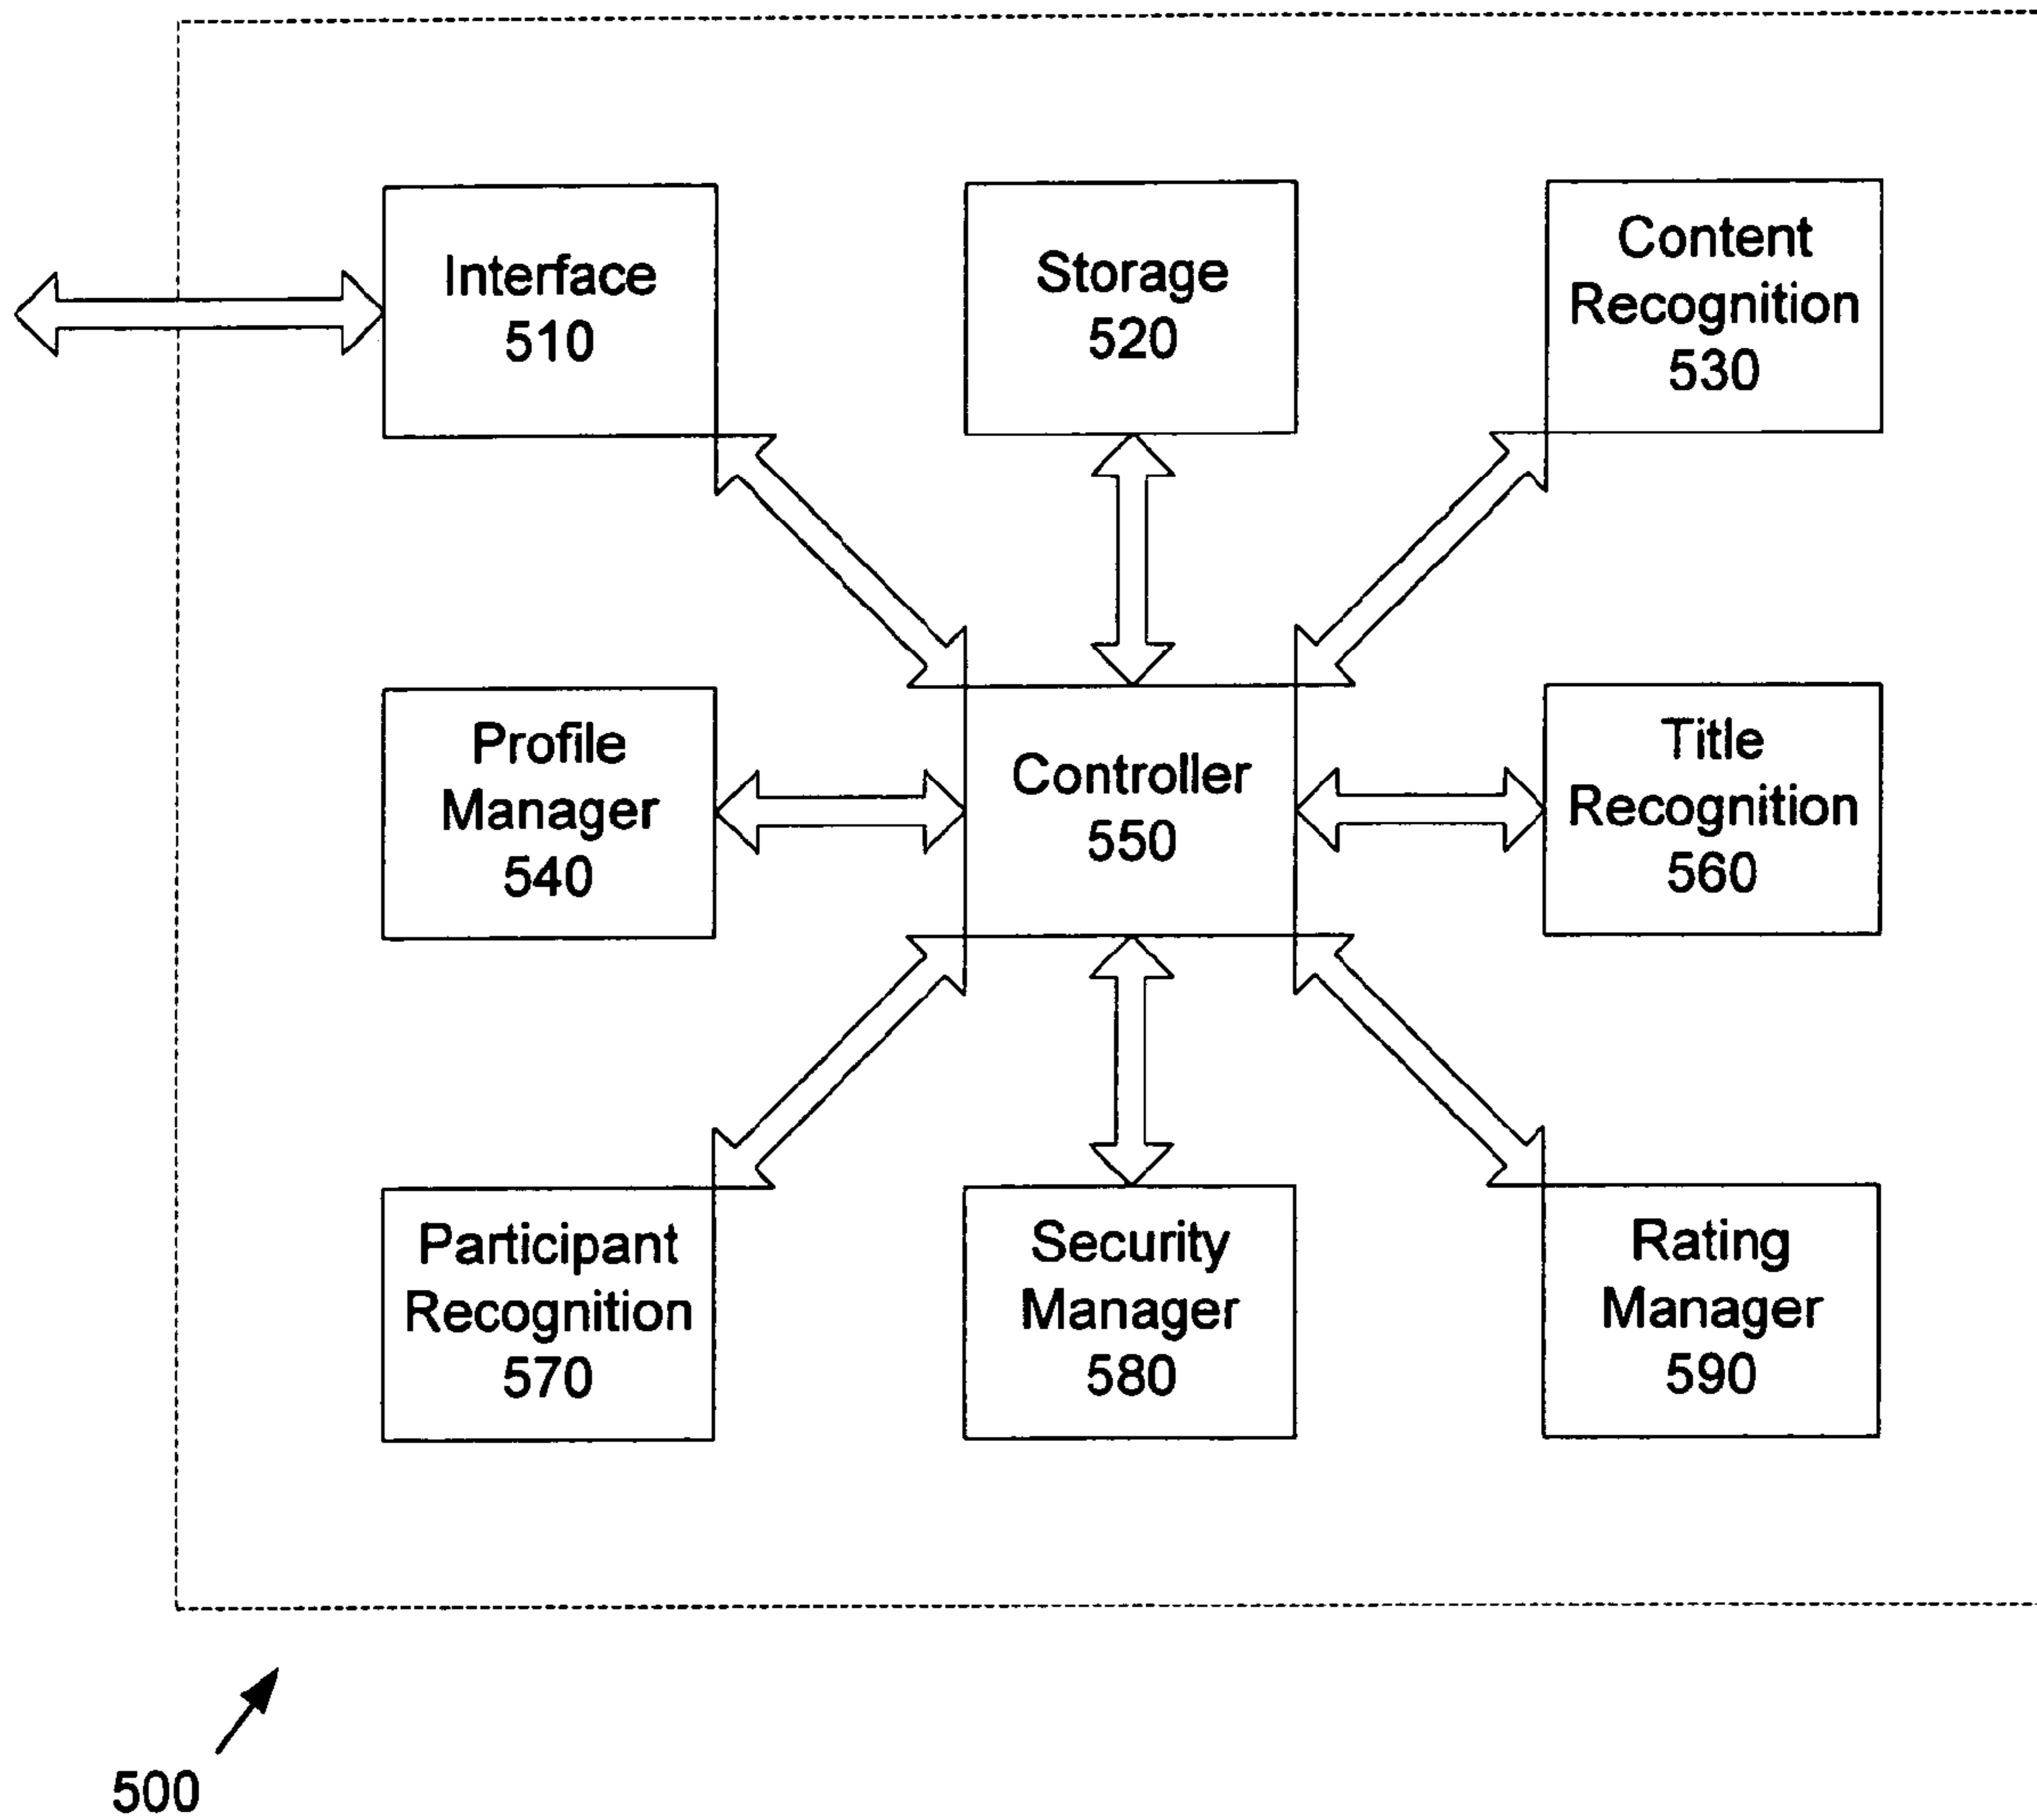 Interface
510
Storage
520
Content
Recognition
530
Profile
Manager
540
Controller
550
Title
Recognition
560
Participant
Recognition
570
Security
Manager
580
Rating
Manager
590
500